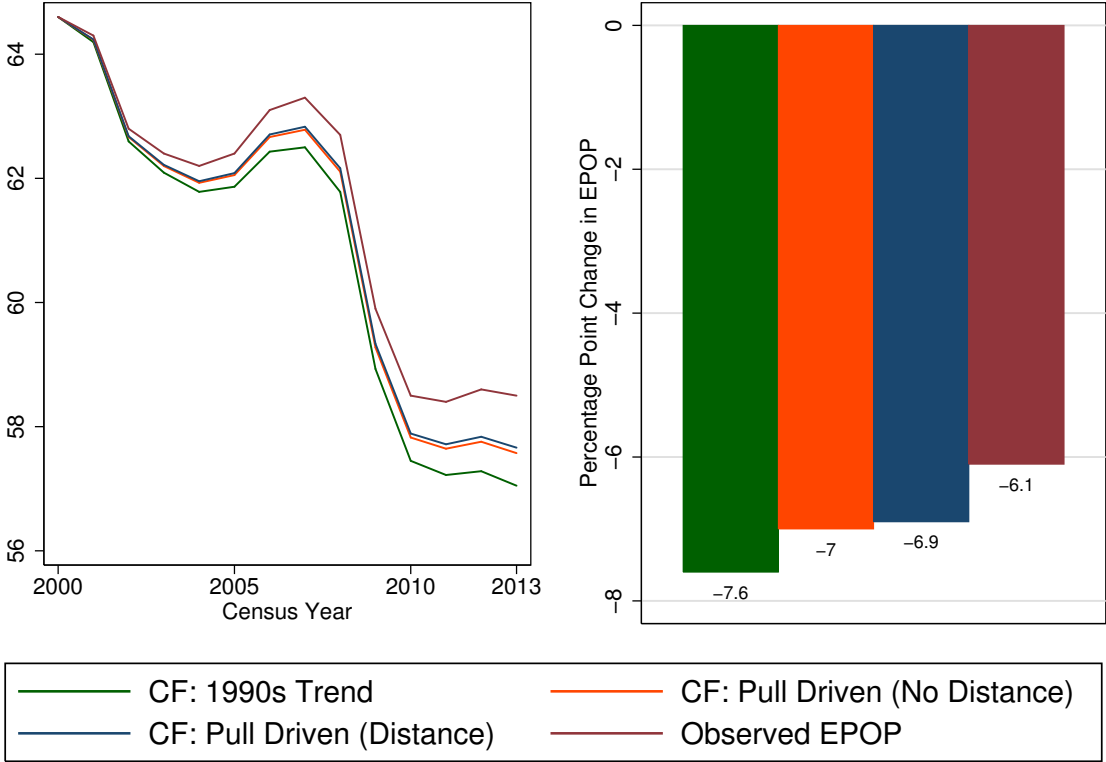 64
62
60
58
56
2000 2005 2010 2013
Census Year
Percentage Point Change in EPOP
0
−2
−4
−6
−8
−7.6
−7
−6.9
−6.1
CF: 1990s Trend
CF: Pull Driven (No Distance)
CF: Pull Driven (Distance)
Observed EPOP